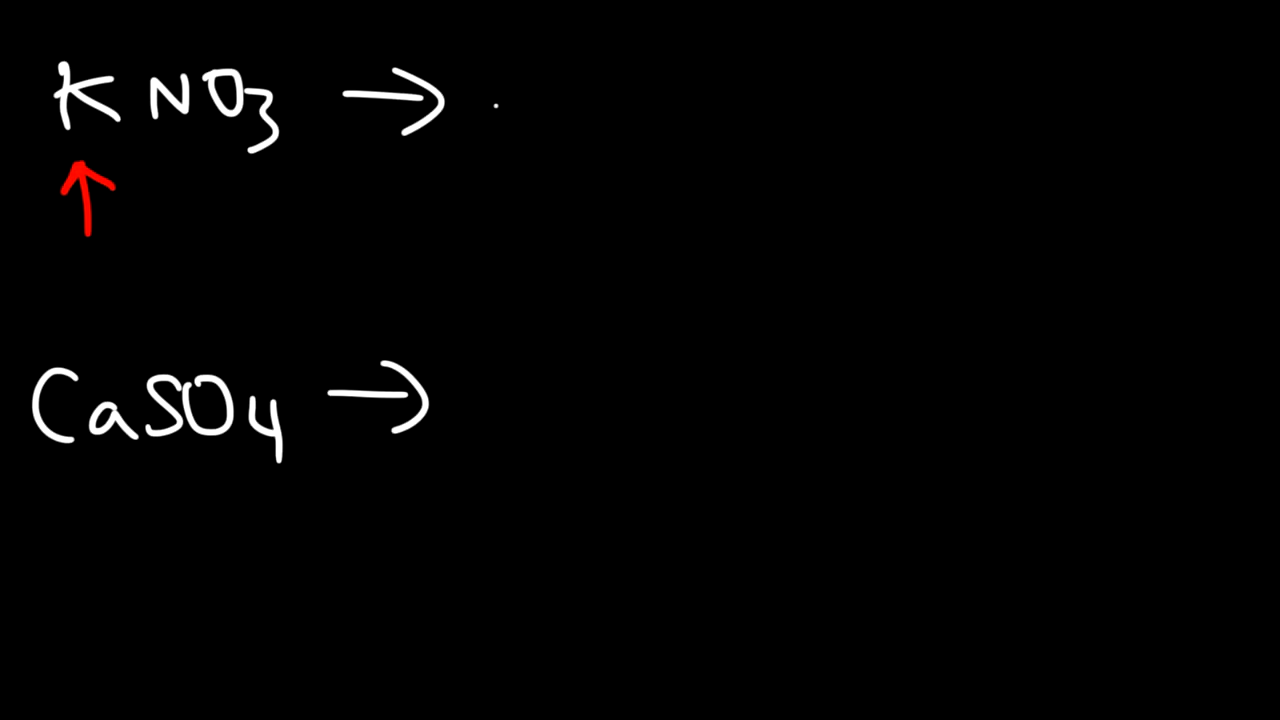 KNO3 →
CaSO4 →